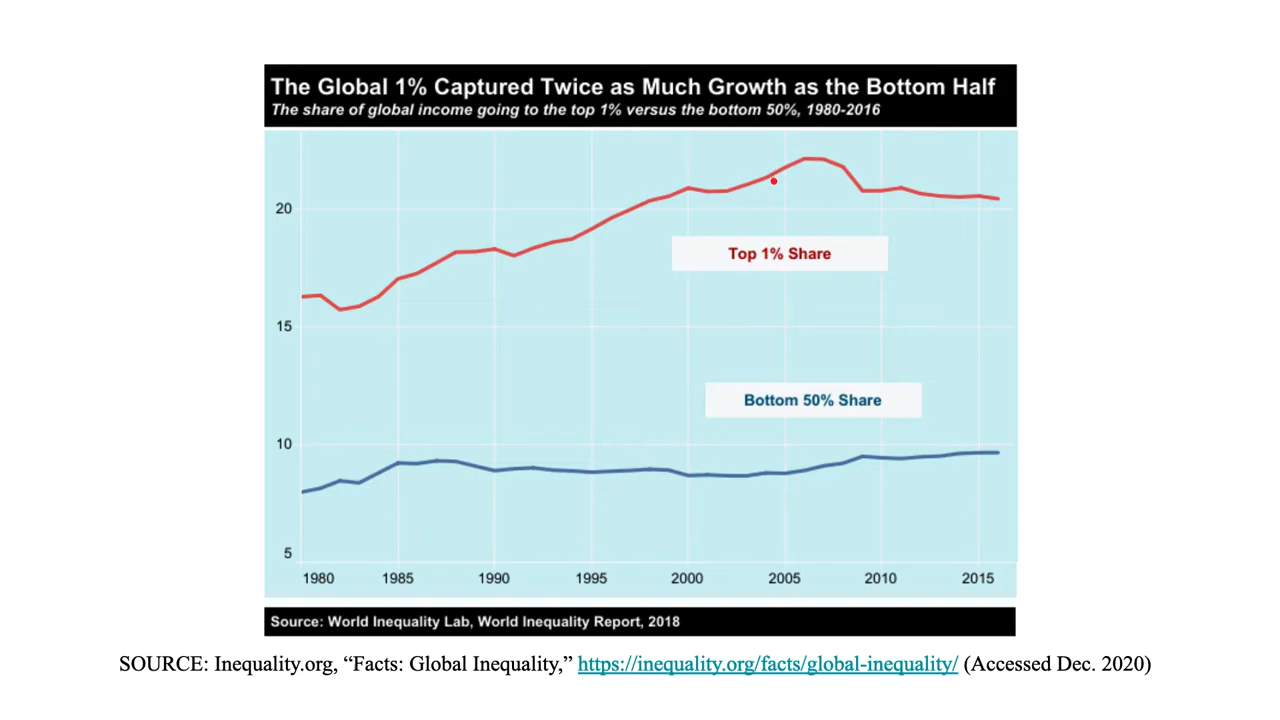 The Global 1% Captured Twice as Much Growth as the Bottom Half
The share of global income going to the top 1% versus the bottom 50%, 1980-2016
20
Top 1% Share
15
Bottom 50% Share
10
5
1980 1985 1990 1995 2000 2005 2010 2015
Source: World Inequality Lab, World Inequality Report, 2018
SOURCE: Inequality.org, “Facts: Global Inequality,” https://inequality.org/facts/global-inequality/ (Accessed Dec. 2020)